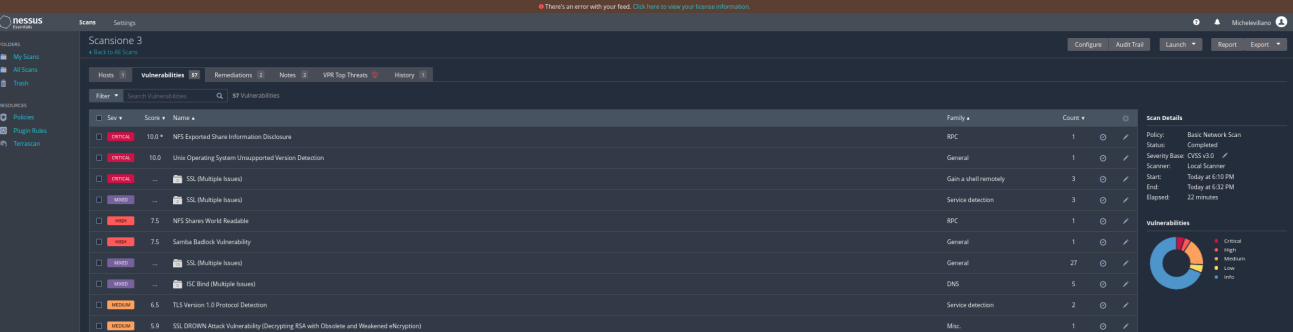 There's an error with your feed. Click here to view your license information.
nessus
Essentials
Scans Settings
Michelevillano
FOLDERS
My Scans
All Scans
Trash
RESOURCES
Policies
Plugin Rules
Terrascan
Scansione 3
Back to All Scans
Configure Audit Trail Launch Report Export
Hosts 1 Vulnerabilities 57 Remediations 2 Notes 2 VPR Top Threats History 1
Filter Search Vulnerabilities 57 Vulnerabilities
Sev Score Name Family Count
CRITICAL 10.0 * NFS Exported Share Information Disclosure RPC 1
CRITICAL 10.0 Unix Operating System Unsupported Version Detection General 1
CRITICAL ... SSL (Multiple Issues) Gain a shell remotely 3
MIXED ... SSL (Multiple Issues) Service detection 3
HIGH 7.5 NFS Shares World Readable RPC 1
HIGH 7.5 Samba Badlock Vulnerability General 1
MIXED ... SSL (Multiple Issues) General 27
MIXED ... ISC Bind (Multiple Issues) DNS 5
MEDIUM 6.5 TLS Version 1.0 Protocol Detection Service detection 2
MEDIUM 5.9 SSL DROWN Attack Vulnerability (Decrypting RSA with Obsolete and Weakened eNcryption) Misc. 1
Scan Details
Policy: Basic Network Scan
Status: Completed
Severity Base: CVSS v3.0
Scanner: Local Scanner
Start: Today at 6:10 PM
End: Today at 6:32 PM
Elapsed: 22 minutes
Vulnerabilities
Critical
High
Medium
Low
Info